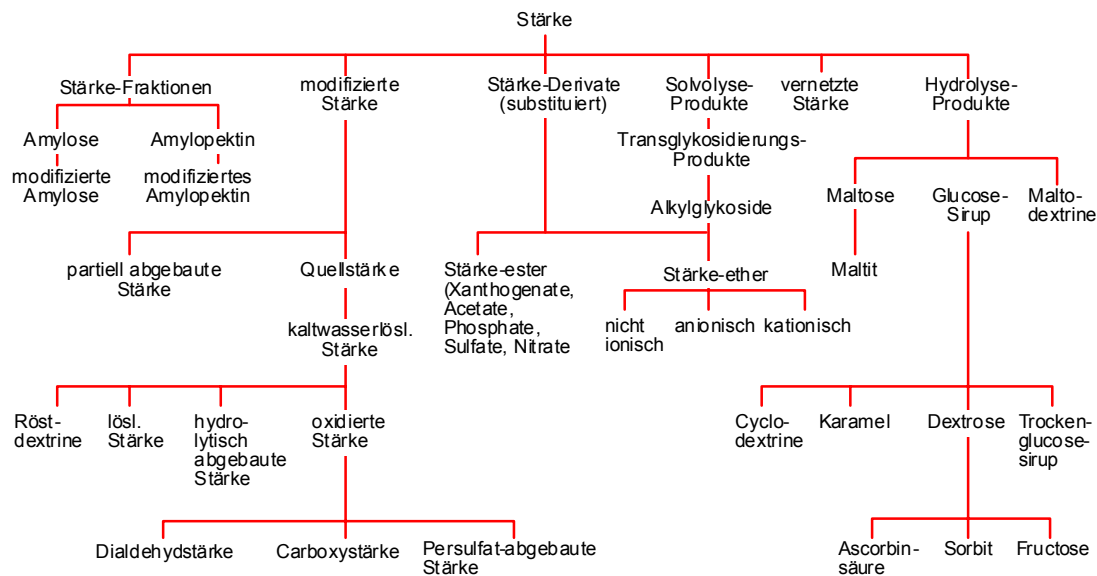 Stärke
Stärke-Fraktionen
modifizierte
Stärke
Stärke-Derivate
(substituiert)
Solvolyse-
Produkte
vernetzte
Stärke
Hydrolyse-
Produkte
Amylose
Amylopektin
modifizierte
Amylose
modifiziertes
Amylopektin
Transglykosidierungs-
Produkte
Alkylglykoside
Maltose
Glucose-
Sirup
Malto-
dextrine
partiell abgebaute
Stärke
Quellstärke
Stärke-ester
(Xanthogenate,
Acetate,
Phosphate,
Sulfate, Nitrate
Stärke-ether
Maltit
nicht
ionisch
anionisch
kationisch
kaltwasserlösl.
Stärke
Röst-
dextrine
lösl.
Stärke
hydro-
lytisch
abgebaute
Stärke
oxidierte
Stärke
Cyclo-
dextrine
Karamel
Dextrose
Trocken-
glucose-
sirup
Dialdehydstärke
Carboxystärke
Persulfat-abgebaute
Stärke
Ascorbin-
säure
Sorbit
Fructose